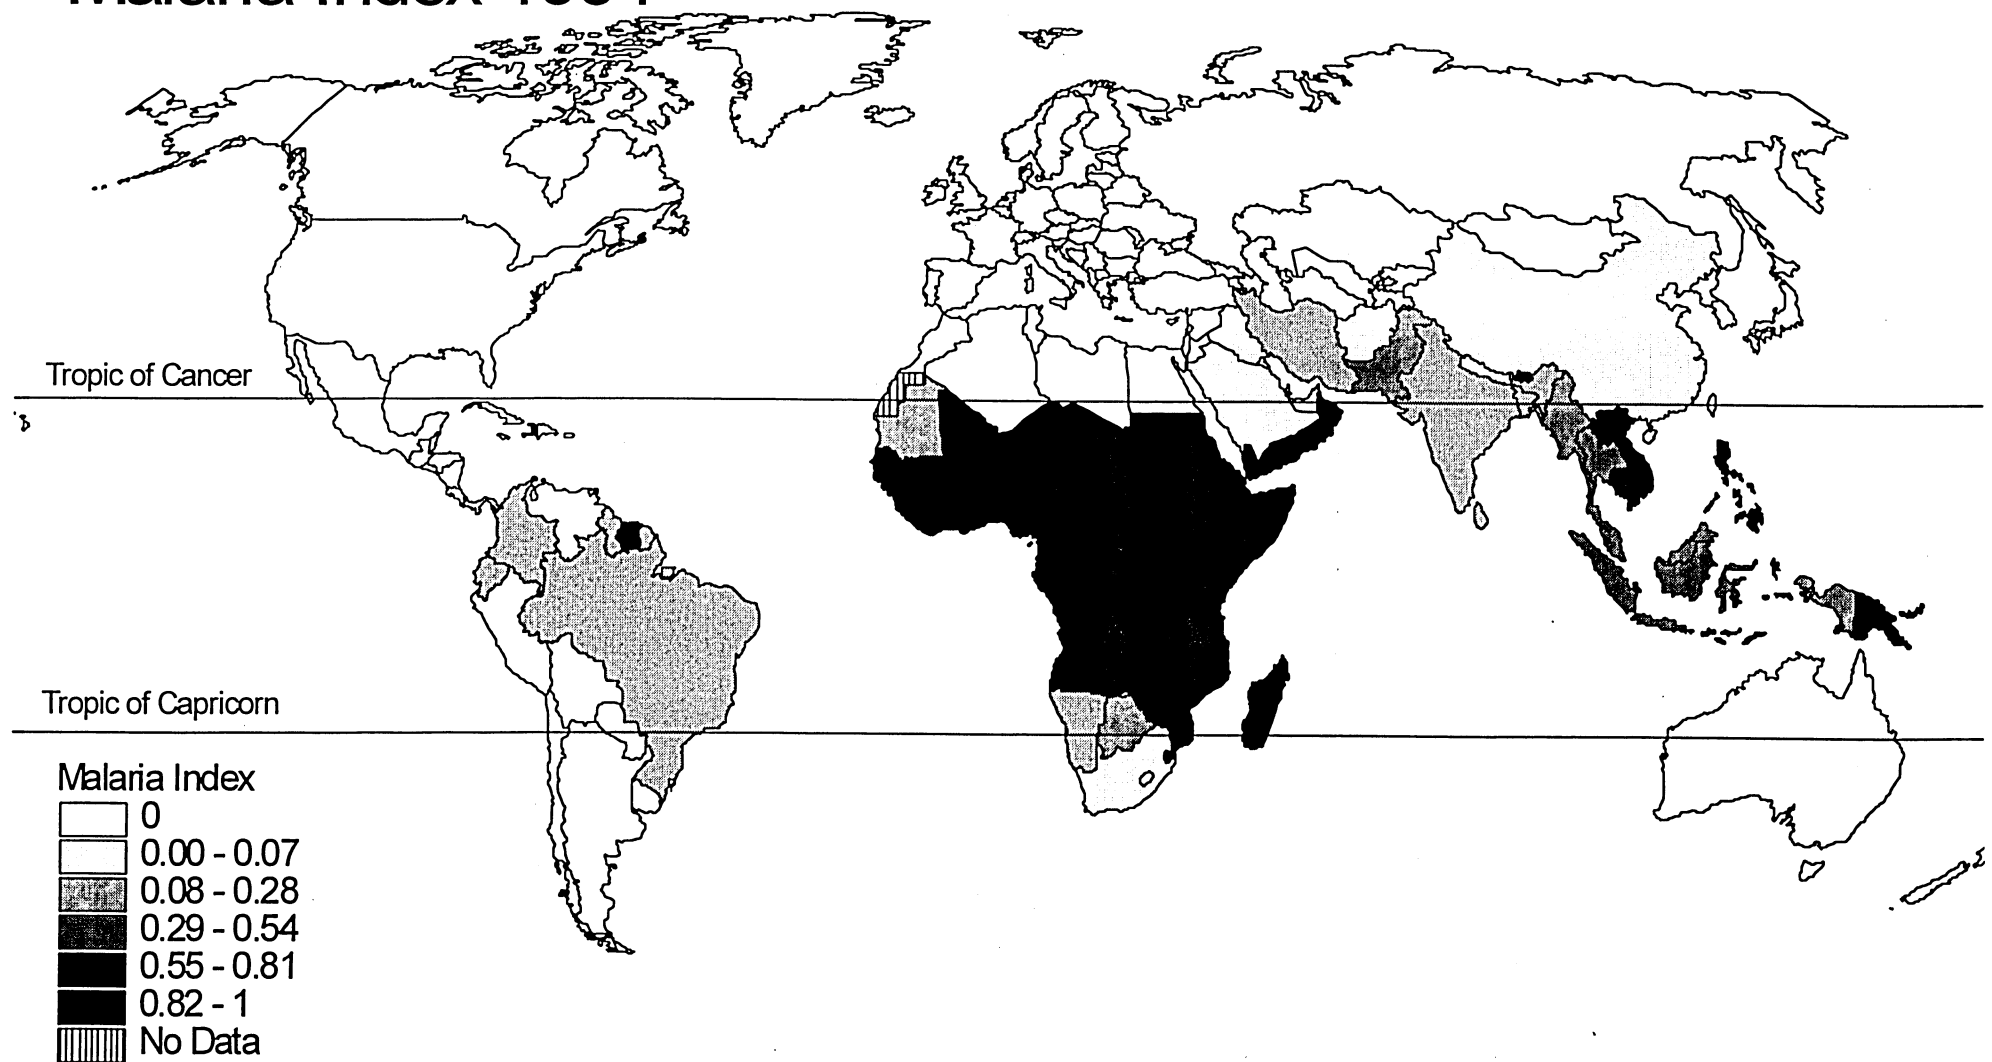 Tropic of Cancer
Tropic of Capricorn
Malaria Index
0
0.00 - 0.07
0.08 - 0.28
0.29 - 0.54
0.55 - 0.81
0.82 - 1
No Data